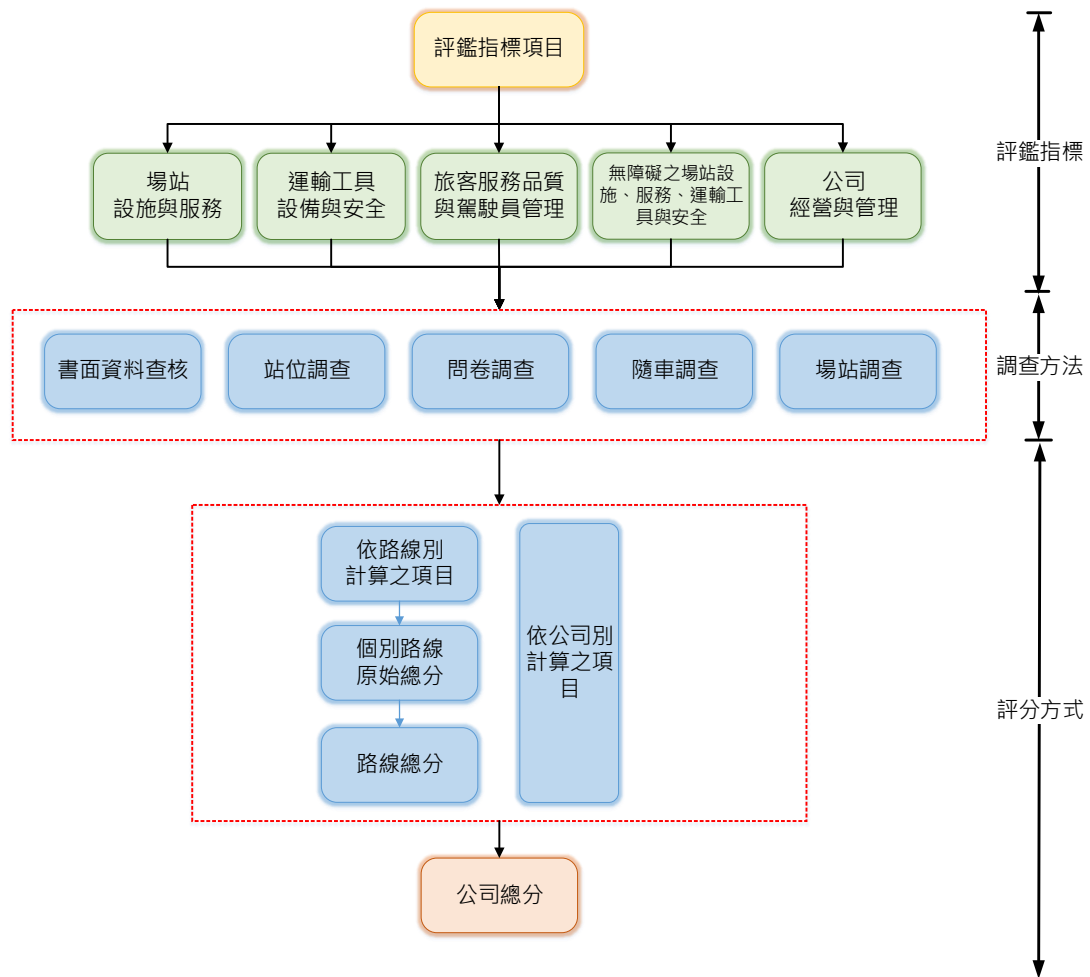 評鑑指標項目
場站
設施與服務
運輸工具
設備與安全
旅客服務品質
與駕駛員管理
無障礙之場站設
施、服務、運輸工
具與安全
公司
經營與管理
評鑑指標
書面資料查核
站位調查
問卷調查
隨車調查
場站調查
調查方法
依路線別
計算之項目
個別路線
原始總分
路線總分
依公司別
計算之項
目
評分方式
公司總分